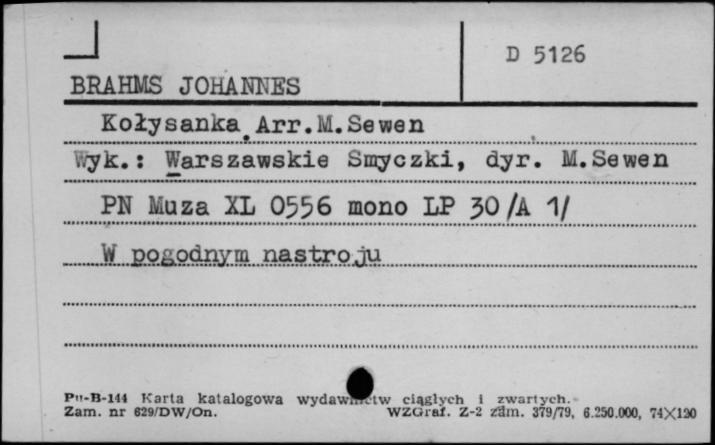 D 5126
BRAHMS JOHANNES
Kołysanka. Arr.M.Sewen
Wyk.: Warszawskie Smyczki, dyr. M.Sewen
PN Muza XL 0556 mono LP 30/A 1/
W pogodnym nastroju
Pu-B-144 Karta katalogowa wydawnictw ciągłych i zwartych.
Zam. nr 629/DW/On. WZGraf. Z-2 zam. 379/79, 6.250.000, 74X120